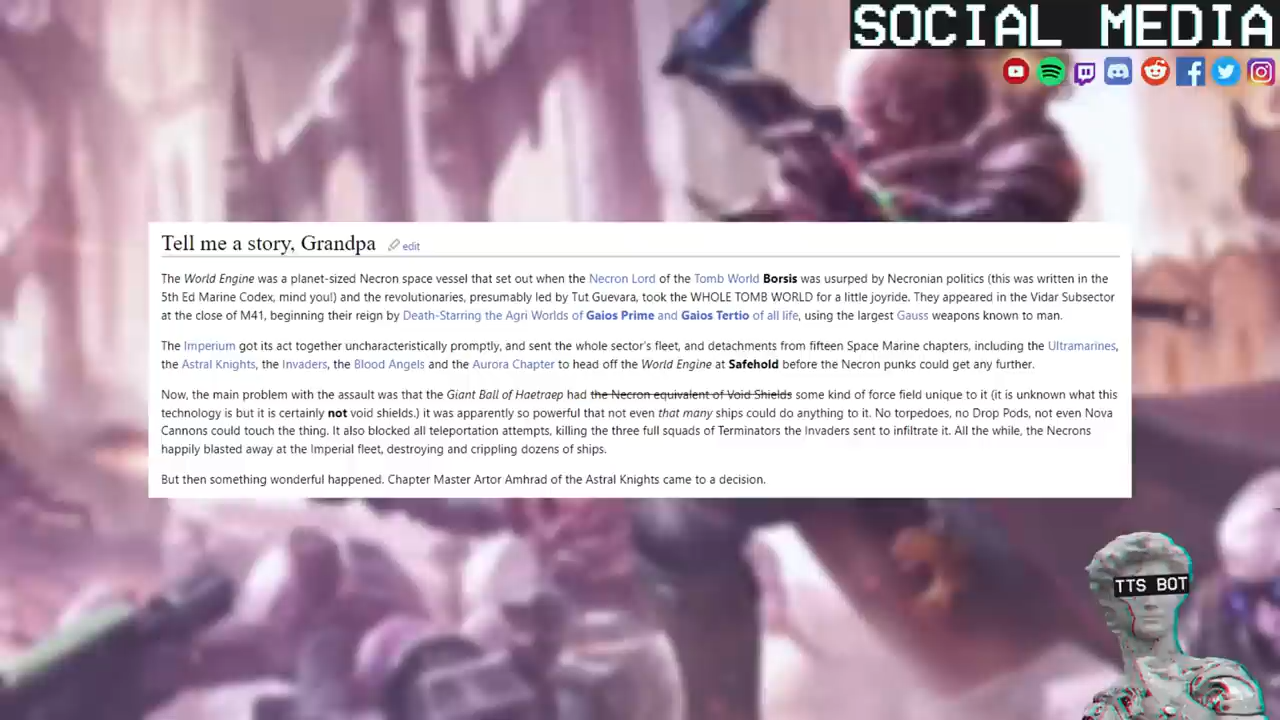 SOCIAL MEDIA
Tell me a story, Grandpa edit
The World Engine was a planet-sized Necron space vessel that set out when the Necron Lord of the Tomb World Borsis was usurped by Necronian politics (this was written in the
5th Ed Marine Codex, mind you!) and the revolutionaries, presumably led by Tut Guevara, took the WHOLE TOMB WORLD for a little joyride. They appeared in the Vidar Subsector
at the close of M41, beginning their reign by Death-Starring the Agri Worlds of Gaios Prime and Gaios Tertio of all life, using the largest Gauss weapons known to man.
The Imperium got its act together uncharacteristically promptly, and sent the whole sector's fleet, and detachments from fifteen Space Marine chapters, including the Ultramarines,
the Astral Knights, the Invaders, the Blood Angels and the Aurora Chapter to head off the World Engine at Safehold before the Necron punks could get any further.
Now, the main problem with the assault was that the Giant Ball of Haetraep had the Necron equivalent of Void Shields some kind of force field unique to it (it is unknown what this
technology is but it is certainly not void shields.) it was apparently so powerful that not even that many ships could do anything to it. No torpedoes, no Drop Pods, not even Nova
Cannons could touch the thing. It also blocked all teleportation attempts, killing the three full squads of Terminators the Invaders sent to infiltrate it. All the while, the Necrons
happily blasted away at the Imperial fleet, destroying and crippling dozens of ships.
But then something wonderful happened. Chapter Master Artor Amhrad of the Astral Knights came to a decision.
TTS BOT